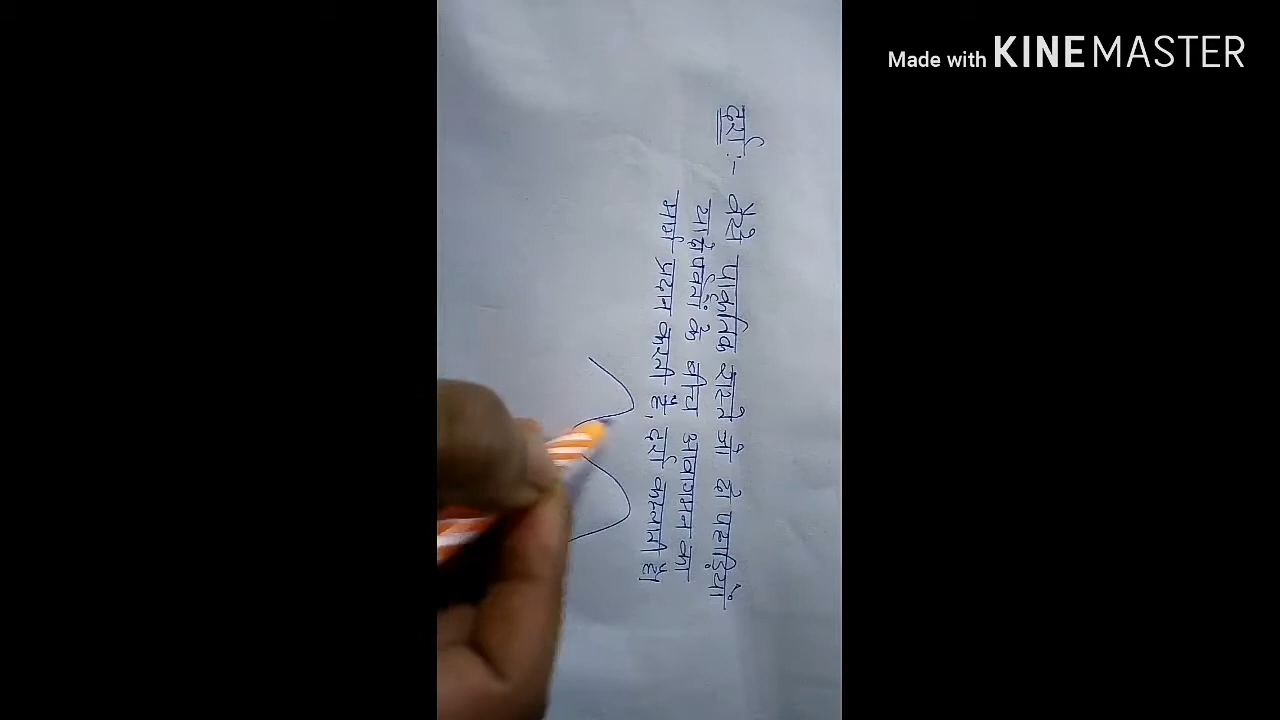 Made with KINEMASTER
दर्रा :- वैसे प्राकृतिक रास्ते जो दो पहाड़ियों
या दो पर्वतों के बीच आवागमन का
मार्ग प्रदान करती है, दर्रा कहलाती है।